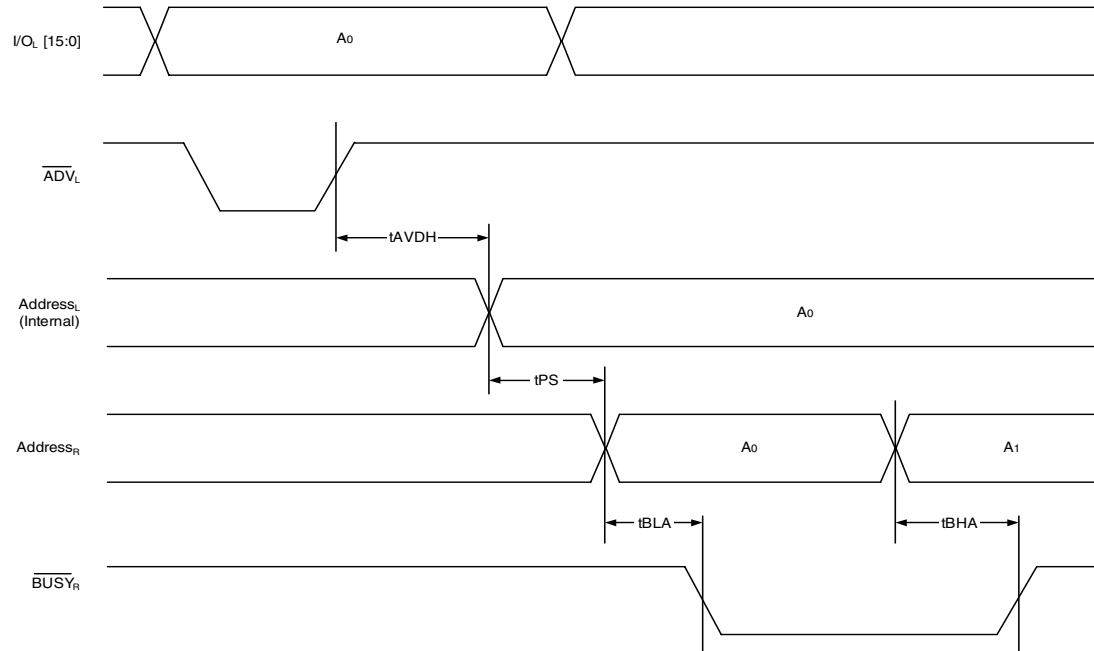 I/OL [15:0]
A0
ADVL
tAVDH
AddressL
(Internal)
A0
tPS
AddressR
A0
A1
tBLA
tBHA
BUSYR